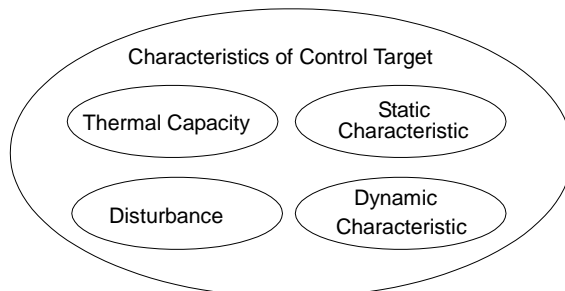 Characteristics of Control Target
Thermal Capacity
Static
Characteristic
Disturbance
Dynamic
Characteristic